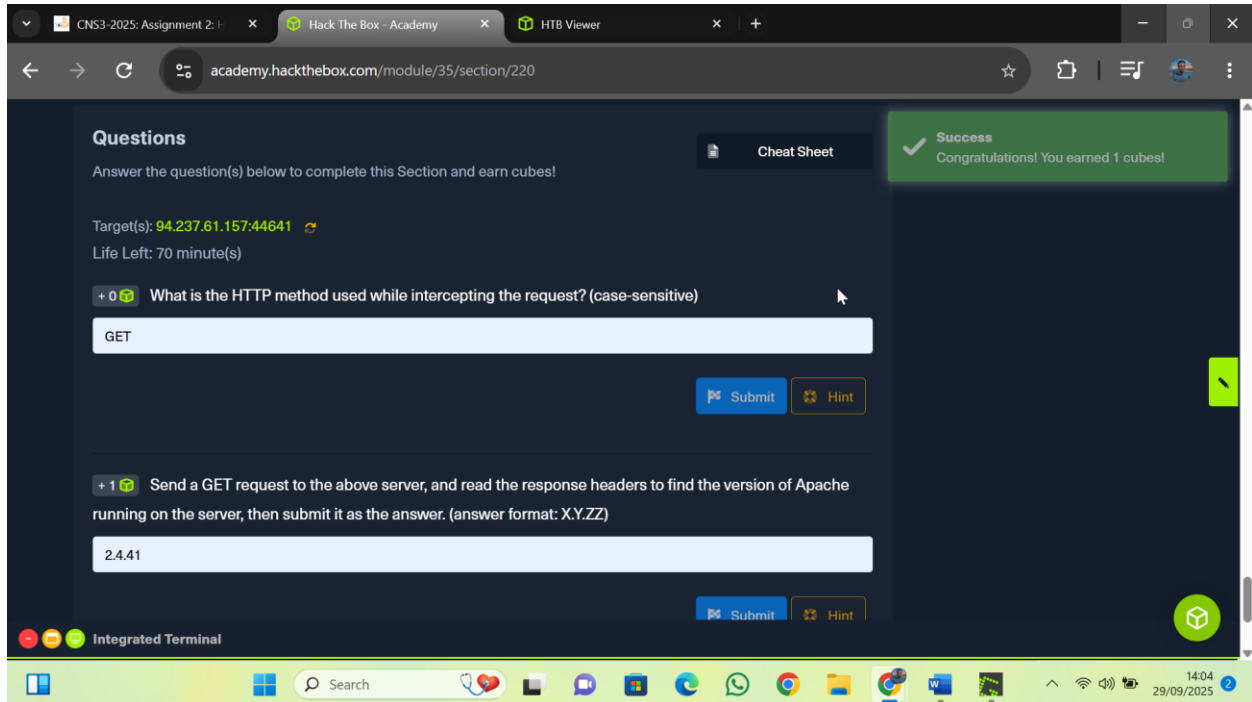 CNS3-2025: Assignment 2: H
Hack The Box - Academy
HTB Viewer
academy.hackthebox.com/module/35/section/220
Questions
Cheat Sheet
Answer the question(s) below to complete this Section and earn cubes!
Success
Congratulations! You earned 1 cubes!
Target(s): 94.237.61.157:44641
Life Left: 70 minute(s)
+ 0 What is the HTTP method used while intercepting the request? (case-sensitive)
GET
Submit Hint
+ 1 Send a GET request to the above server, and read the response headers to find the version of Apache
running on the server, then submit it as the answer. (answer format: X.Y.ZZ)
2.4.41
Submit Hint
Integrated Terminal
Search
W
14:04
29/09/2025
2